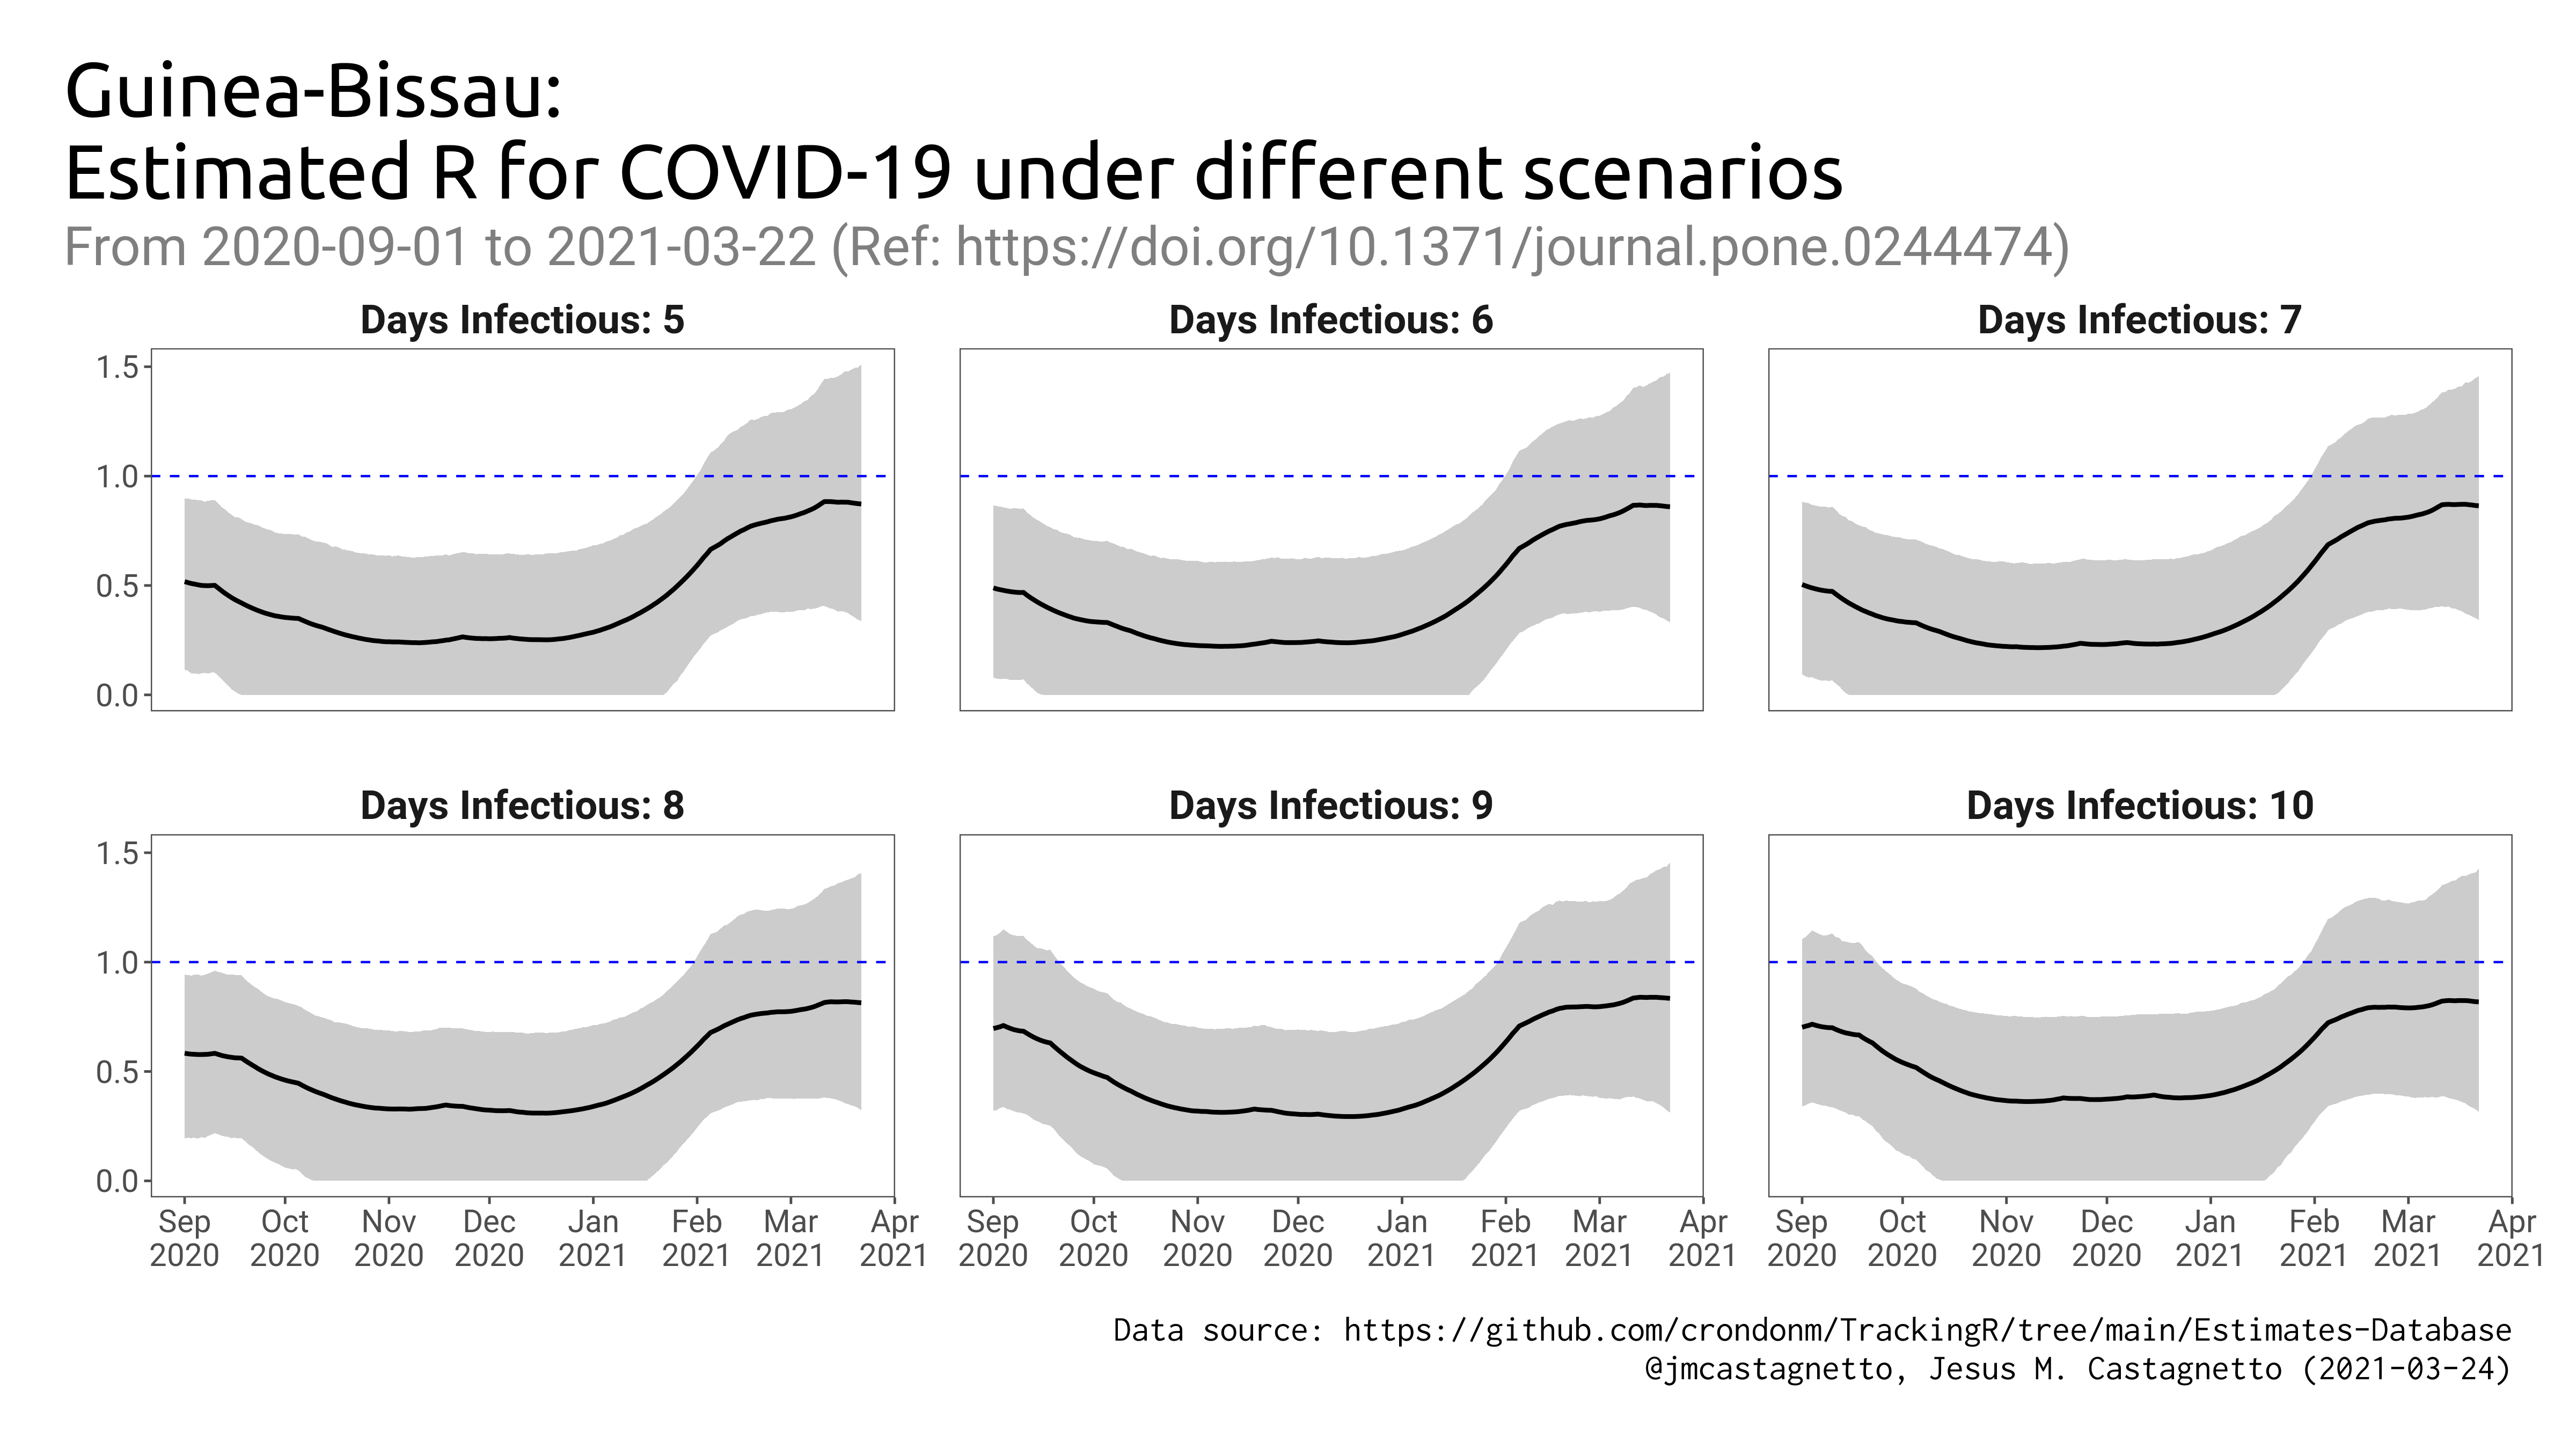 Guinea-Bissau:
Estimated R for COVID-19 under different scenarios
From 2020-09-01 to 2021-03-22 (Ref: https://doi.org/10.1371/journal.pone.0244474)
Days Infectious: 5
Days Infectious: 6
Days Infectious: 7
1.5
1.0
0.5
0.0
Days Infectious: 8
Days Infectious: 9
Days Infectious: 10
1.5
1.0
0.5
0.0
Sep Oct Nov Dec Jan Feb Mar Apr
2020 2020 2020 2020 2021 2021 2021 2021
Sep Oct Nov Dec Jan Feb Mar Apr
2020 2020 2020 2020 2021 2021 2021 2021
Sep Oct Nov Dec Jan Feb Mar Apr
2020 2020 2020 2020 2021 2021 2021 2021
Data source: https://github.com/crondonm/TrackingR/tree/main/Estimates-Database
@jmcastagnetto, Jesus M. Castagnetto (2021-03-24)